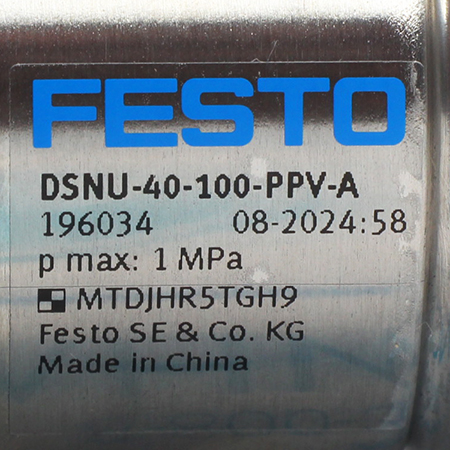 FESTO
DSNU-40-100-PPV-A
196034 08-2024:58
p max: 1 MPa
MTDJHR5TGH9
Festo SE & Co. KG
Made in China